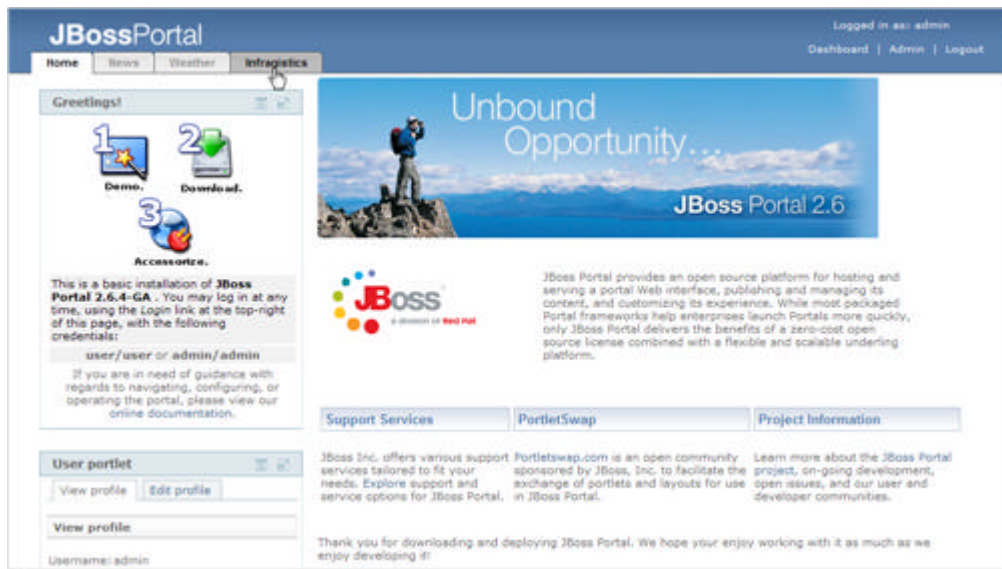 JBossPortal
Logged in as: admin
Dashboard | Admin | Logout
Home
News
Weather
Infragistics
Greetings!
1
2
Demo.
Download.
3
Accessorize.
This is a basic installation of JBoss
Portal 2.6.4-GA . You may log in at any
time, using the Login link at the top-right
of this page, with the following
credentials:
user/user or admin/admin
If you are in need of guidance with
regards to navigating, configuring, or
operating the portal, please view our
online documentation.
User portlet
View profile
Edit profile
View profile
Username: admin
Unbound
Opportunity...
JBoss Portal 2.6
JBoss
a division of Red Hat
JBoss Portal provides an open source platform for hosting and
serving a portal Web interface, publishing and managing its
content, and customizing its experience. While most packaged
Portal frameworks help enterprises launch Portals more quickly,
only JBoss Portal delivers the benefits of a zero-cost open
source license combined with a flexible and scalable underling
platform.
Support Services
JBoss Inc. offers various support
services tailored to fit your
needs. Explore support and
service options for JBoss Portal.
PortletSwap
Portletswap.com is an open community
sponsored by JBoss, Inc. to facilitate the
exchange of portlets and layouts for use
in JBoss Portal.
Project Information
Learn more about the JBoss Portal
project, on-going development,
open issues, and our user and
developer communities.
Thank you for downloading and deploying JBoss Portal. We hope your enjoy working with it as much as we
enjoy developing it!